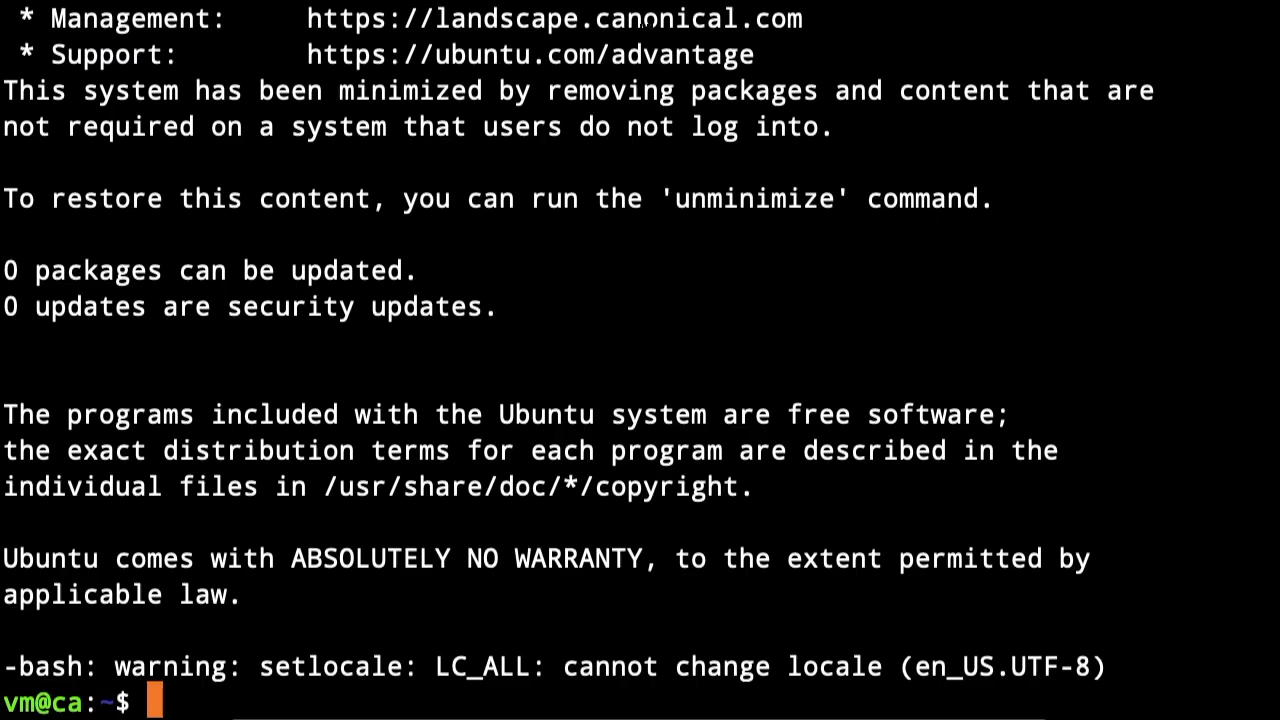 * Management:     https://landscape.canonical.com
* Support:        https://ubuntu.com/advantage
This system has been minimized by removing packages and content that are
not required on a system that users do not log into.
To restore this content, you can run the 'unminimize' command.
0 packages can be updated.
0 updates are security updates.
The programs included with the Ubuntu system are free software;
the exact distribution terms for each program are described in the
individual files in /usr/share/doc/*/copyright.
Ubuntu comes with ABSOLUTELY NO WARRANTY, to the extent permitted by
applicable law.
-bash: warning: setlocale: LC_ALL: cannot change locale (en_US.UTF-8)
vm@ca:~$